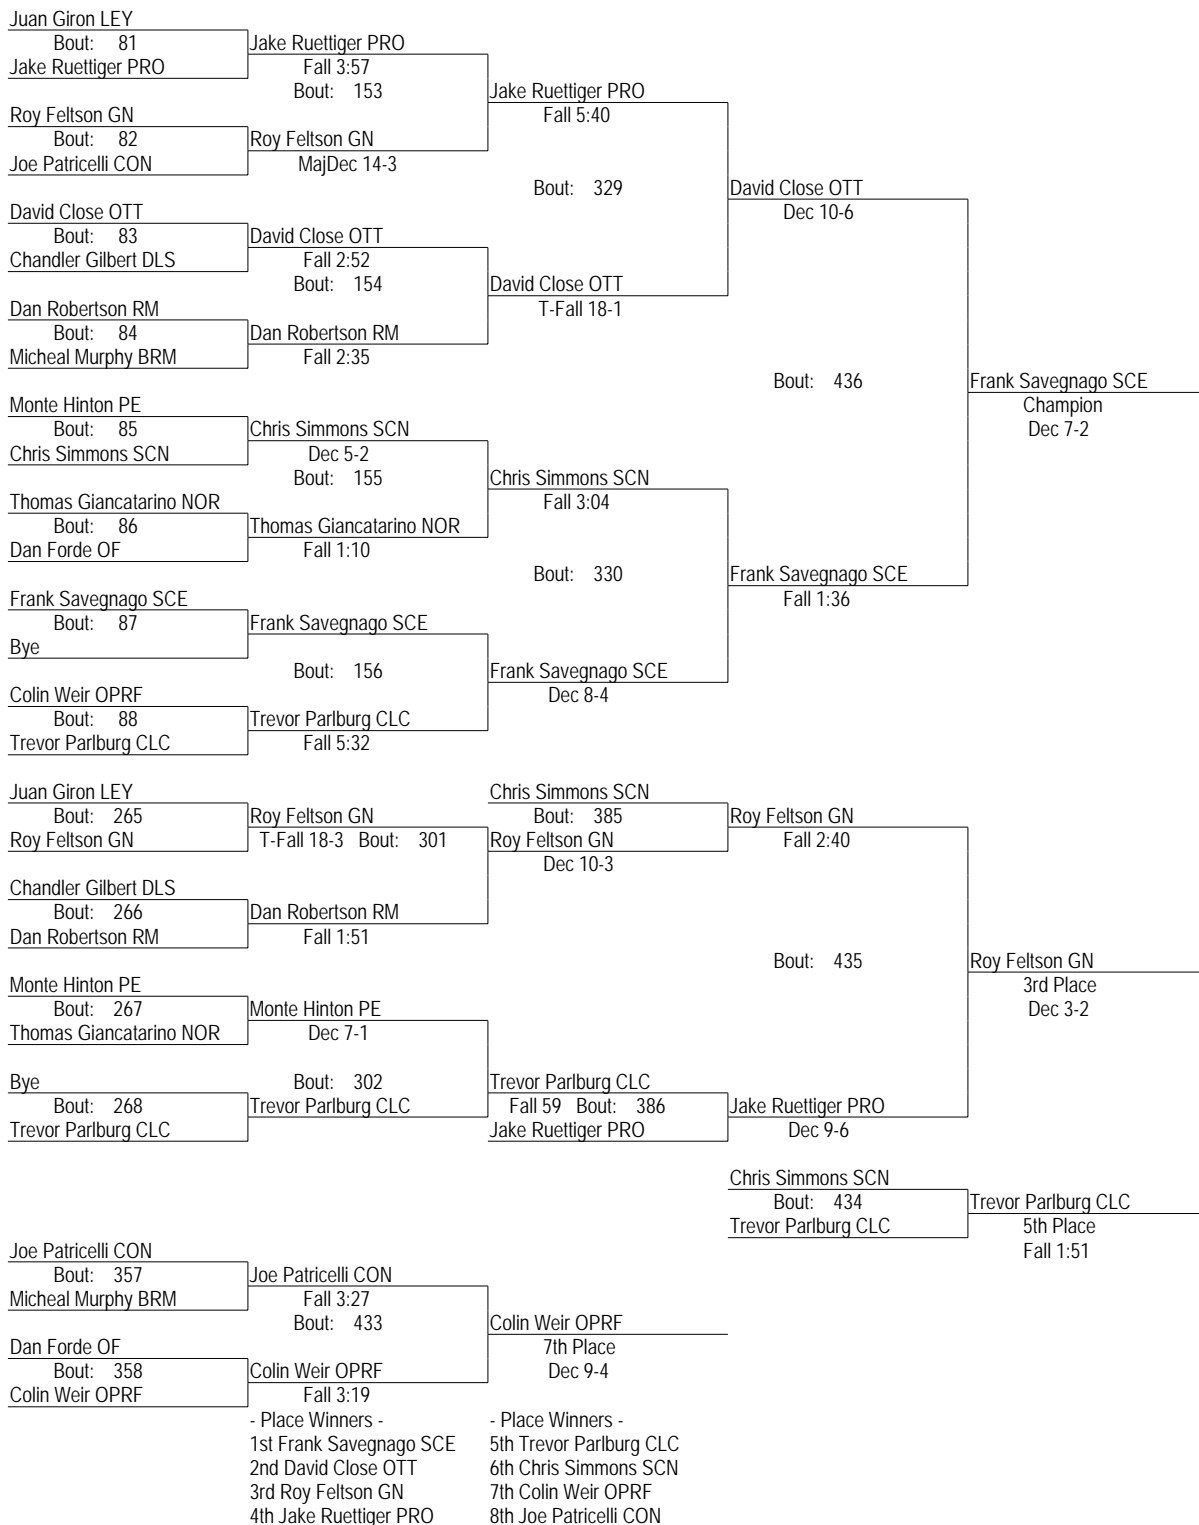 Juan Giron LEY
Bout: 81 Jake Ruettiger PRO
Jake Ruettiger PRO Fall 3:57
Bout: 153 Jake Ruettiger PRO
Roy Feltson GN Fall 5:40
Bout: 82 Roy Feltson GN
Joe Patricelli CON MajDec 14-3
Bout: 329 David Close OTT
David Close OTT Dec 10-6
Bout: 83 David Close OTT
Chandler Gilbert DLS Fall 2:52
Bout: 154 David Close OTT
Dan Robertson RM T-Fall 18-1
Bout: 84 Dan Robertson RM
Micheal Murphy BRM Fall 2:35
Bout: 436 Frank Savegnago SCE
Monte Hinton PE Champion
Bout: 85 Chris Simmons SCN Dec 7-2
Chris Simmons SCN Dec 5-2
Bout: 155 Chris Simmons SCN
Thomas Giancatarino NOR Fall 3:04
Bout: 86 Thomas Giancatarino NOR
Dan Forde OF Fall 1:10
Bout: 330 Frank Savegnago SCE
Frank Savegnago SCE Fall 1:36
Bout: 87 Frank Savegnago SCE
Bye
Bout: 156 Frank Savegnago SCE
Colin Weir OPRF Dec 8-4
Bout: 88 Trevor Parlburg CLC
Trevor Parlburg CLC Fall 5:32
Juan Giron LEY Chris Simmons SCN
Bout: 265 Roy Feltson GN Bout: 385 Roy Feltson GN
Roy Feltson GN T-Fall 18-3 Bout: 301 Roy Feltson GN Fall 2:40
Dec 10-3
Chandler Gilbert DLS
Bout: 266 Dan Robertson RM
Dan Robertson RM Fall 1:51
Bout: 435 Roy Feltson GN
Monte Hinton PE 3rd Place
Bout: 267 Monte Hinton PE Dec 3-2
Thomas Giancatarino NOR Dec 7-1
Bye Bout: 302 Trevor Parlburg CLC
Bout: 268 Trevor Parlburg CLC Fall 59 Bout: 386 Jake Ruettiger PRO
Trevor Parlburg CLC Jake Ruettiger PRO Dec 9-6
Chris Simmons SCN
Bout: 434 Trevor Parlburg CLC
Trevor Parlburg CLC 5th Place
Joe Patricelli CON Fall 1:51
Bout: 357 Joe Patricelli CON
Micheal Murphy BRM Fall 3:27
Bout: 433 Colin Weir OPRF
Dan Forde OF 7th Place
Bout: 358 Colin Weir OPRF Dec 9-4
Colin Weir OPRF Fall 3:19
- Place Winners - - Place Winners -
1st Frank Savegnago SCE 5th Trevor Parlburg CLC
2nd David Close OTT 6th Chris Simmons SCN
3rd Roy Feltson GN 7th Colin Weir OPRF
4th Jake Ruettiger PRO 8th Joe Patricelli CON